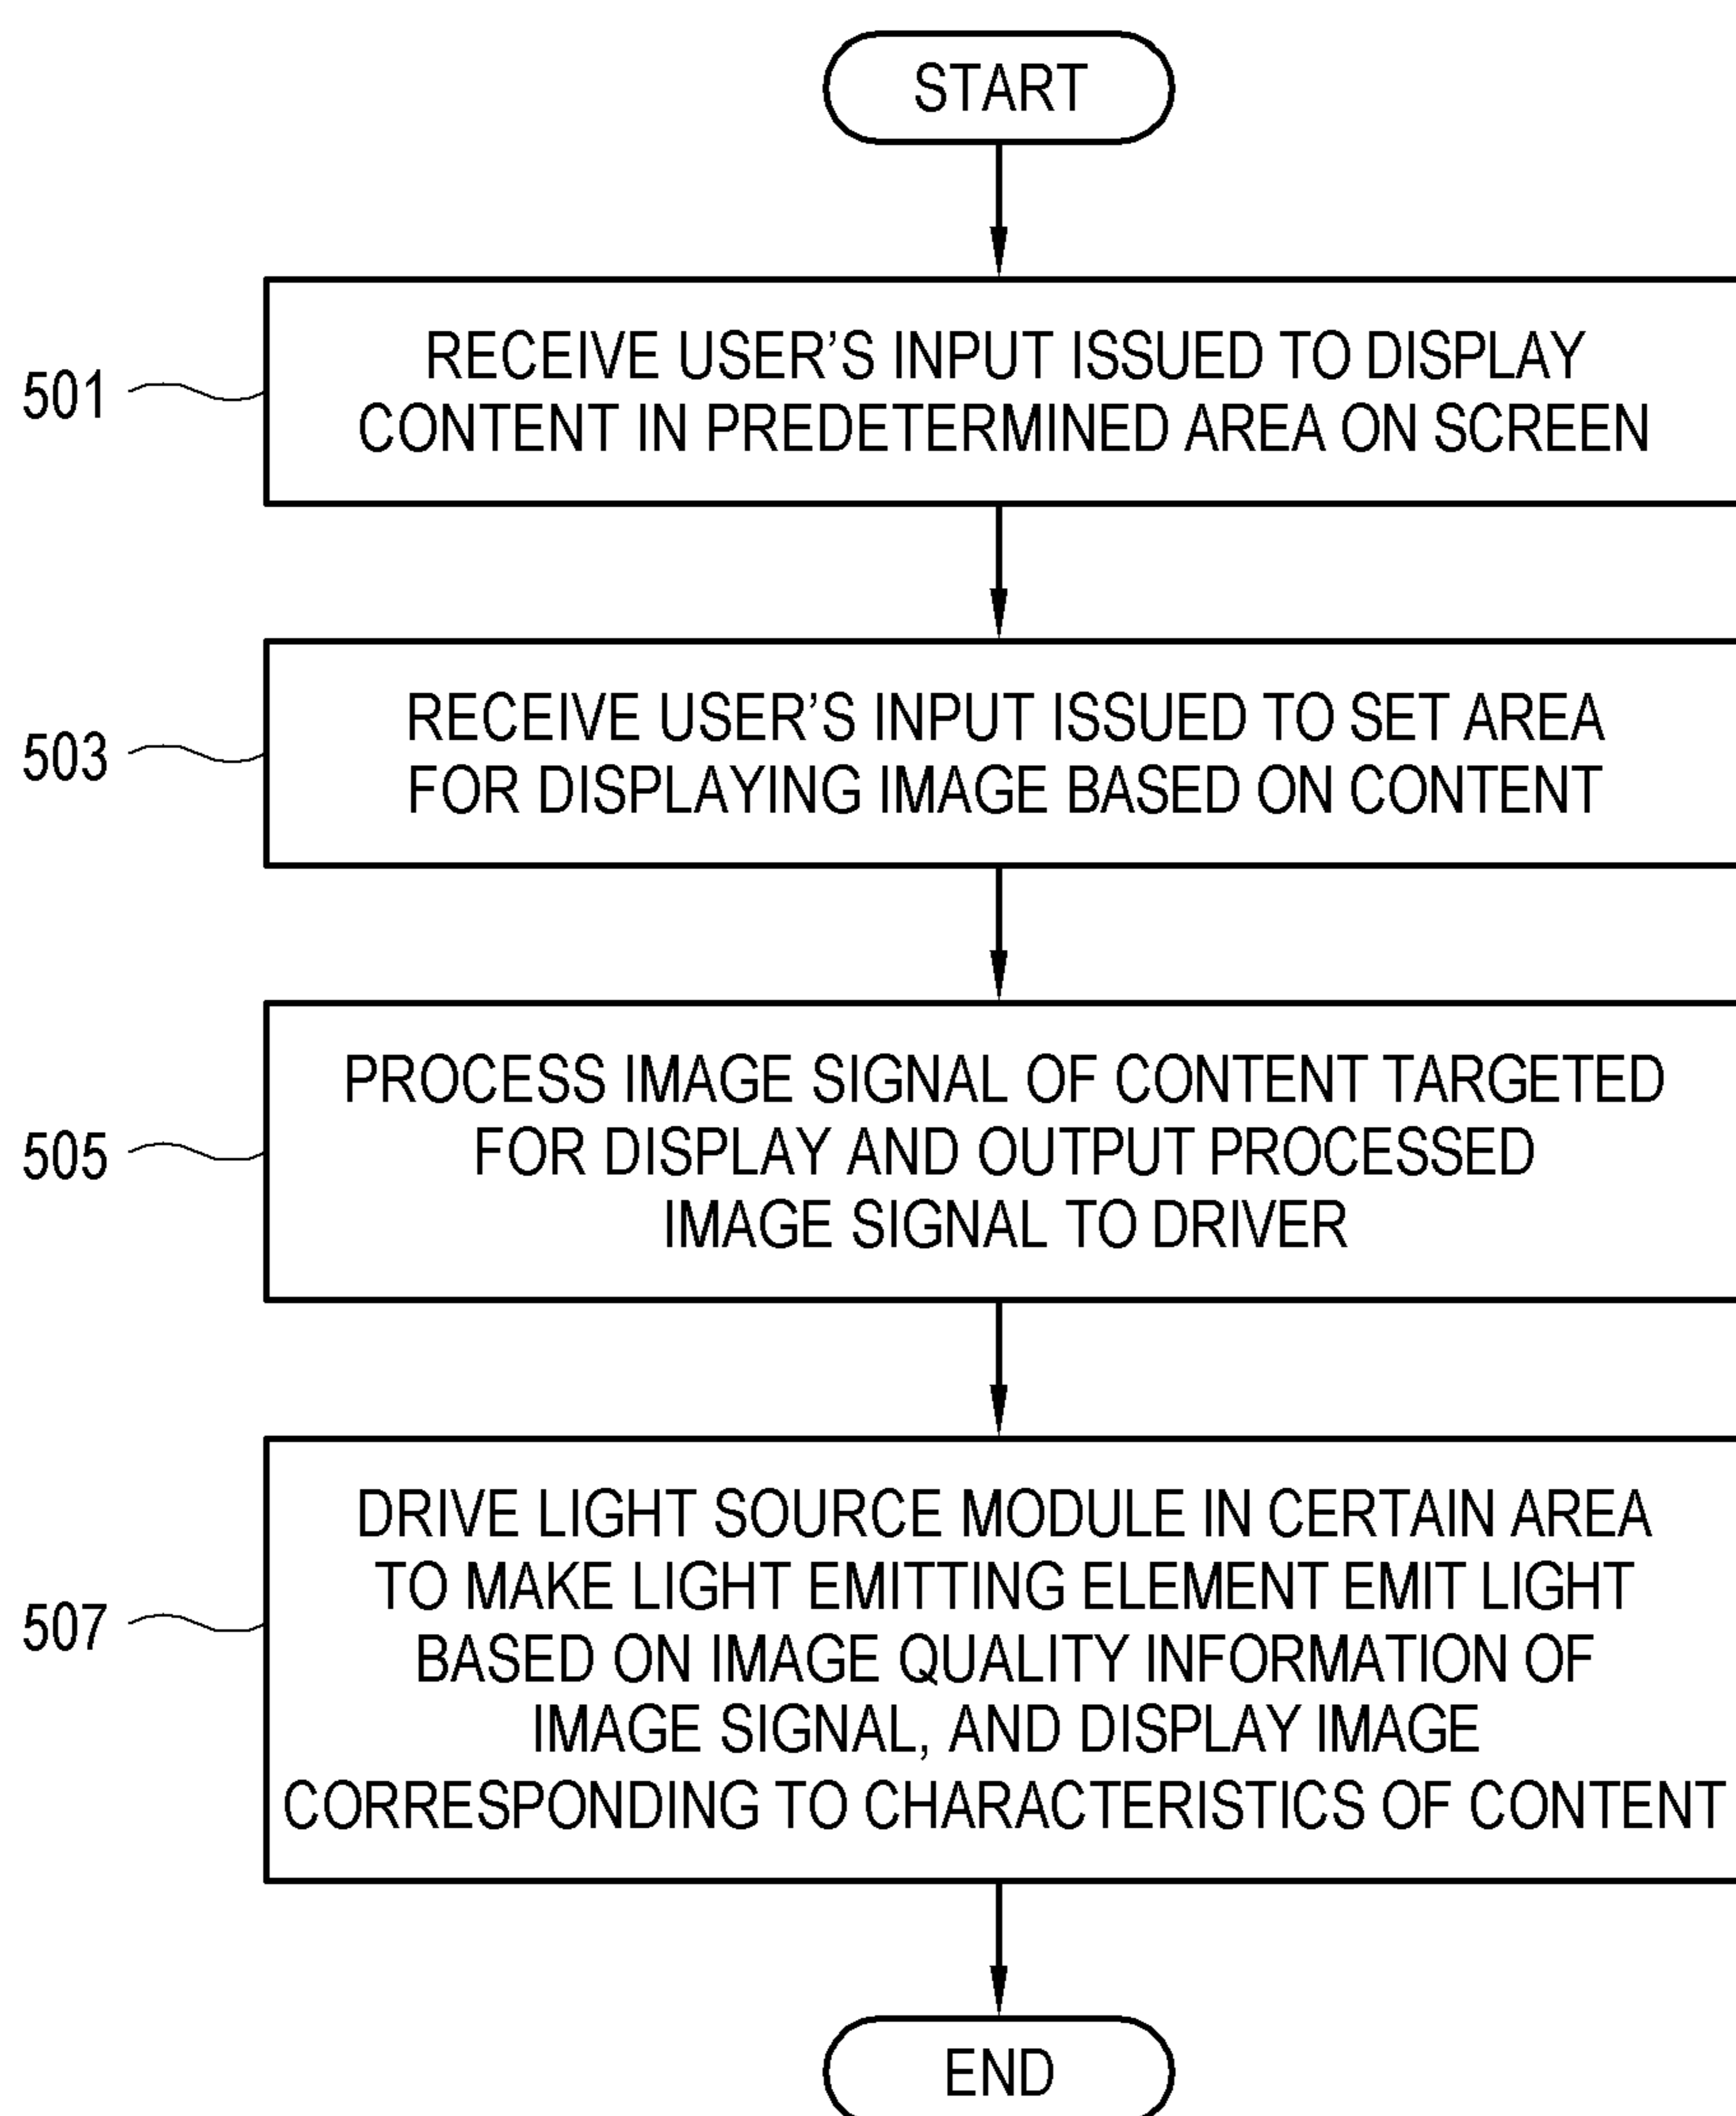 START
501
RECEIVE USER’S INPUT ISSUED TO DISPLAY
CONTENT IN PREDETERMINED AREA ON SCREEN
503
RECEIVE USER’S INPUT ISSUED TO SET AREA
FOR DISPLAYING IMAGE BASED ON CONTENT
505
PROCESS IMAGE SIGNAL OF CONTENT TARGETED
FOR DISPLAY AND OUTPUT PROCESSED
IMAGE SIGNAL TO DRIVER
507
DRIVE LIGHT SOURCE MODULE IN CERTAIN AREA
TO MAKE LIGHT EMITTING ELEMENT EMIT LIGHT
BASED ON IMAGE QUALITY INFORMATION OF
IMAGE SIGNAL, AND DISPLAY IMAGE
CORRESPONDING TO CHARACTERISTICS OF CONTENT
END